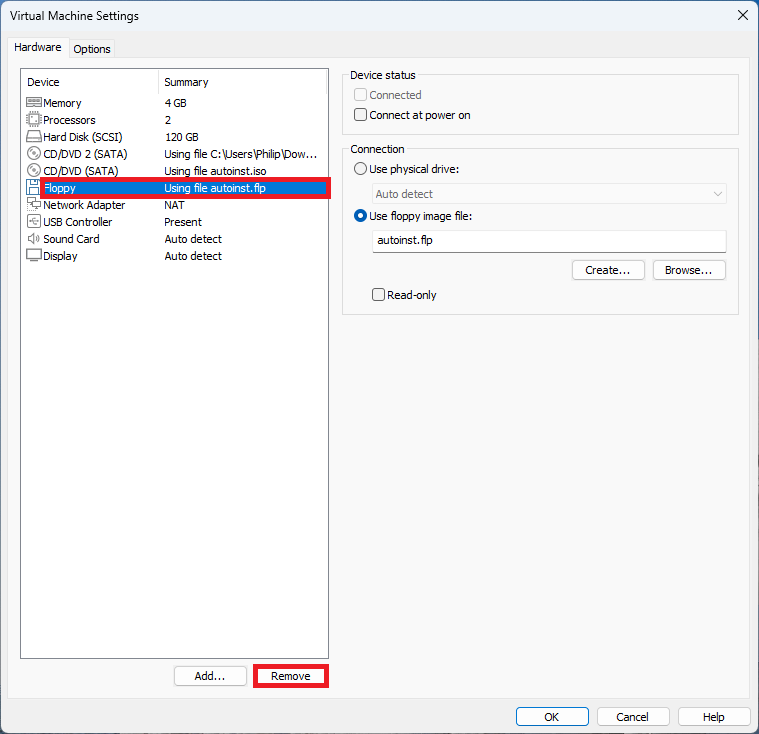 Virtual Machine Settings
Hardware Options
Device Summary
Memory 4 GB
Processors 2
Hard Disk (SCSI) 120 GB
CD/DVD 2 (SATA) Using file C:\Users\Philip\Dow...
CD/DVD (SATA) Using file autoinst.iso
Floppy Using file autoinst.flp
Network Adapter NAT
USB Controller Present
Sound Card Auto detect
Display Auto detect
Add... Remove
Device status
Connected
Connect at power on
Connection
Use physical drive:
Auto detect
Use floppy image file:
autoinst.flp
Create... Browse...
Read-only
OK Cancel Help